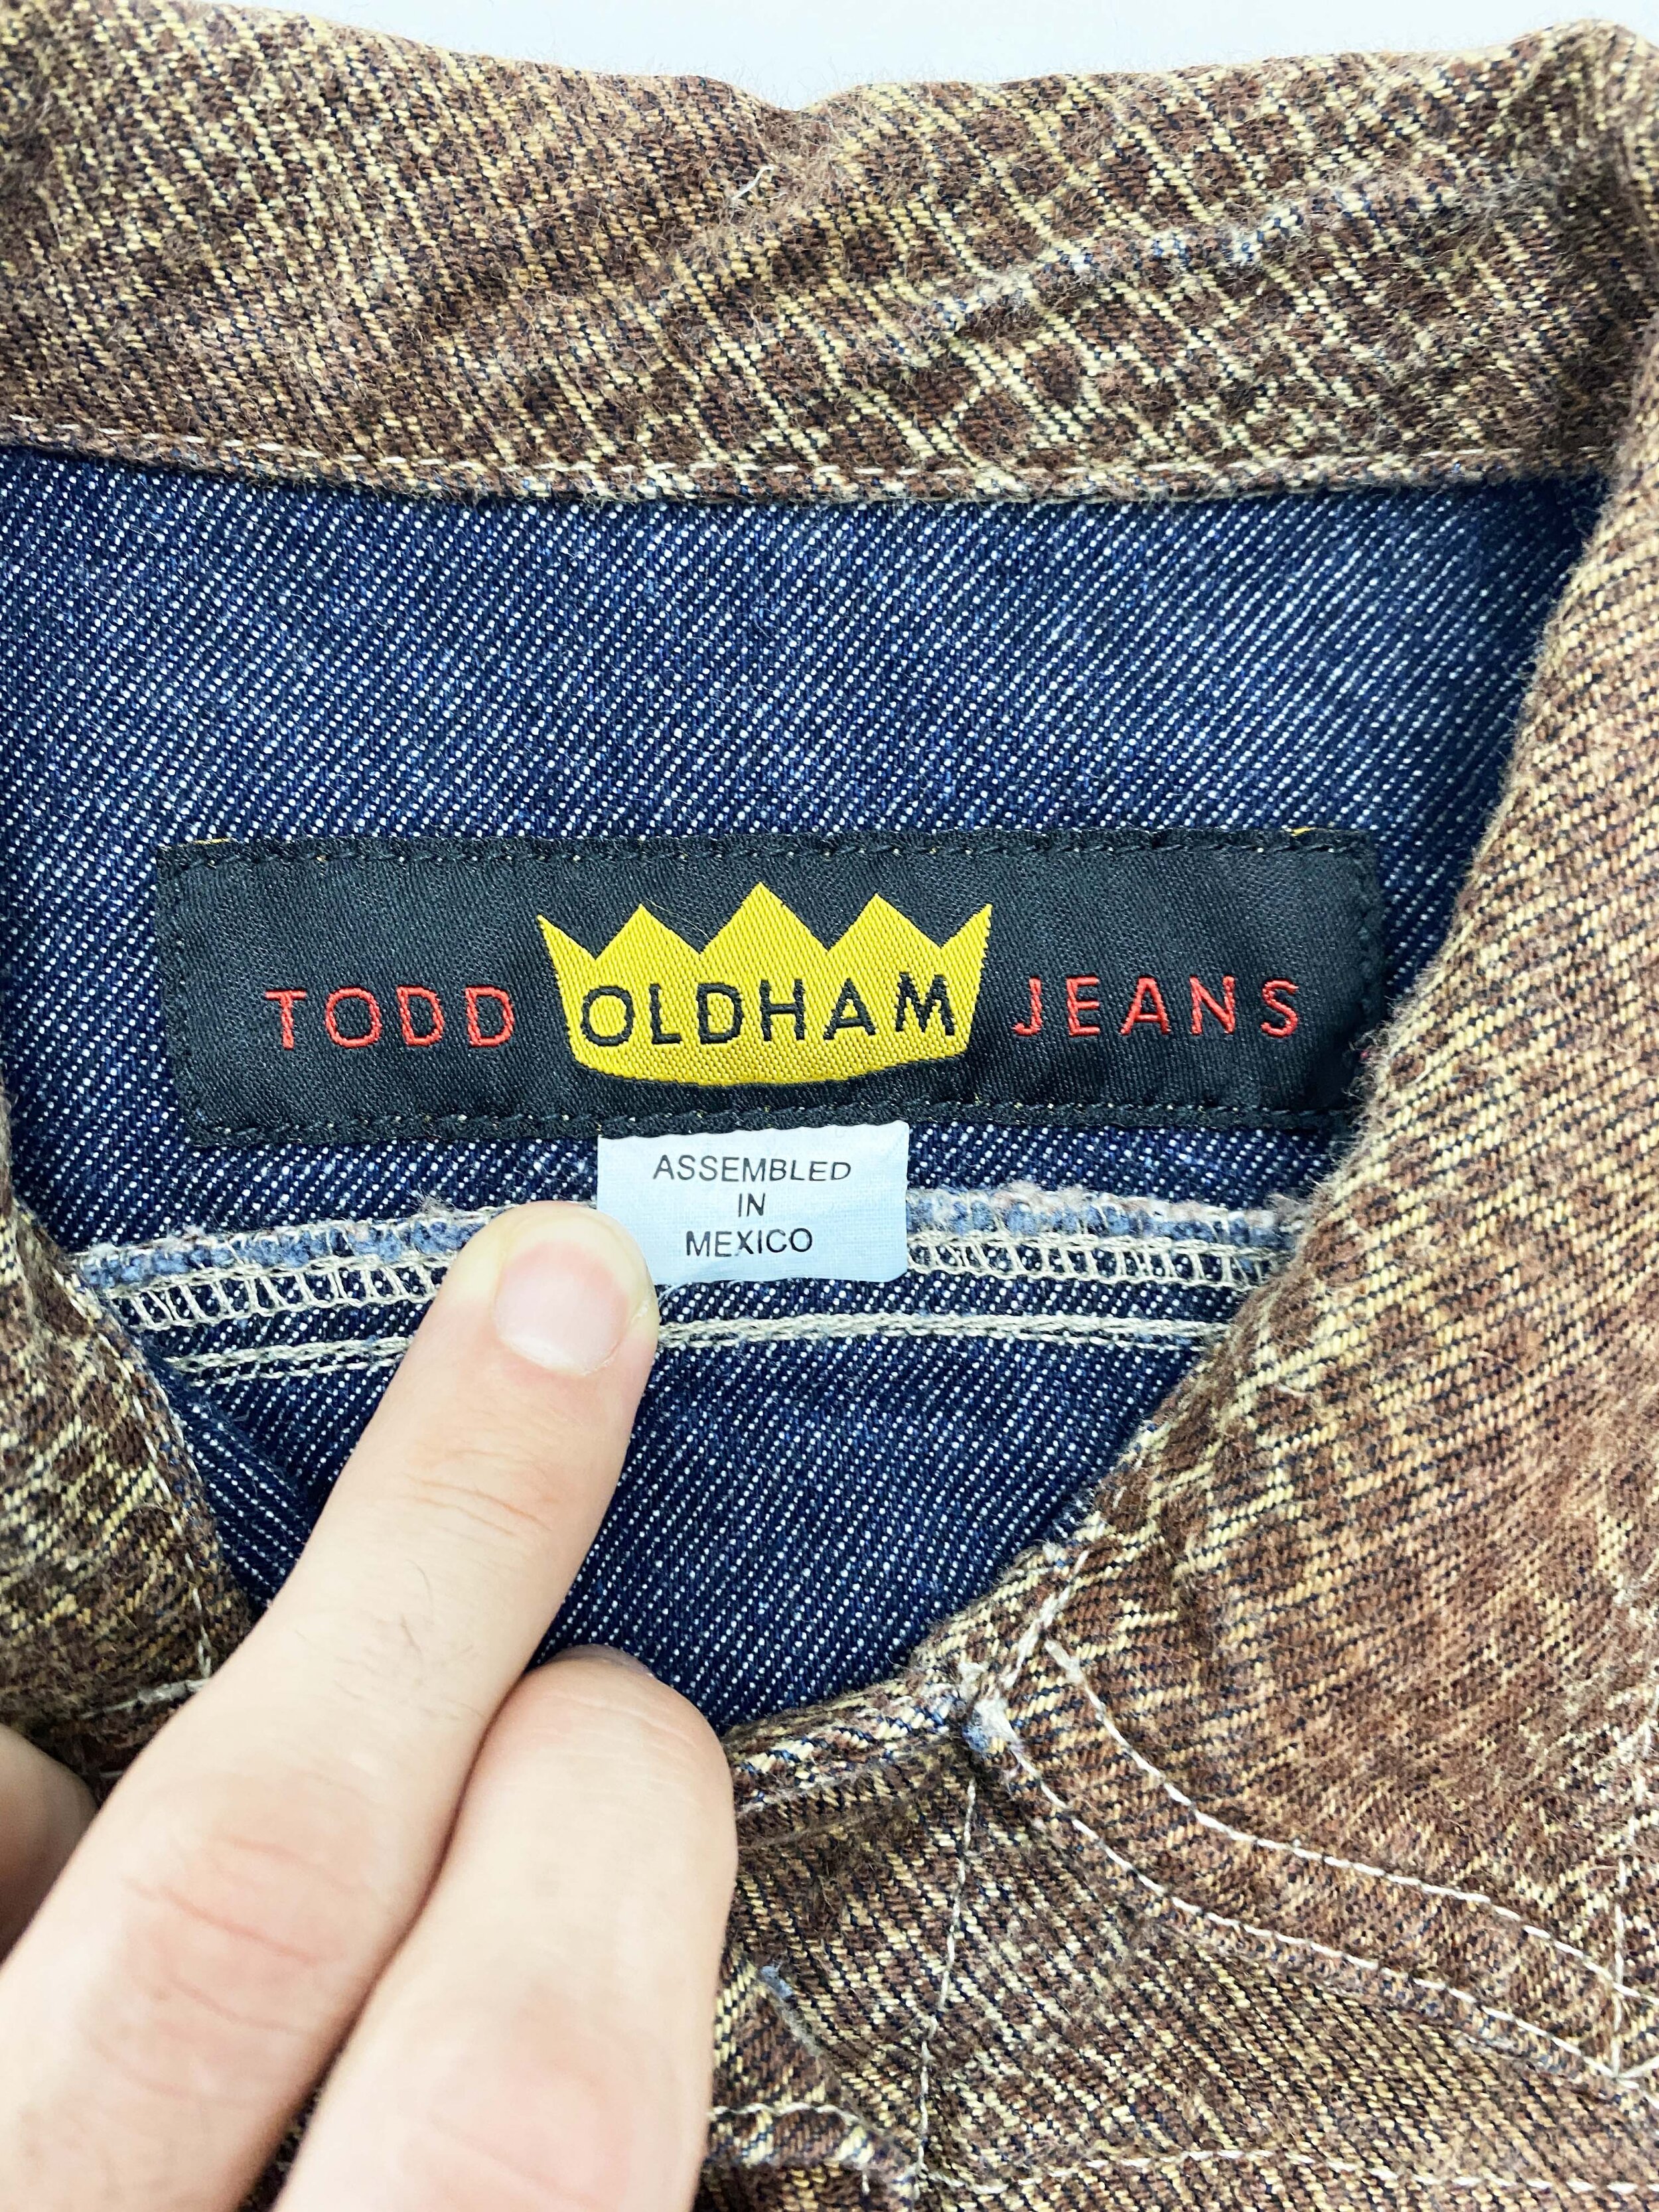 TODD OLDHAM JEANS
ASSEMBLED
IN
MEXICO